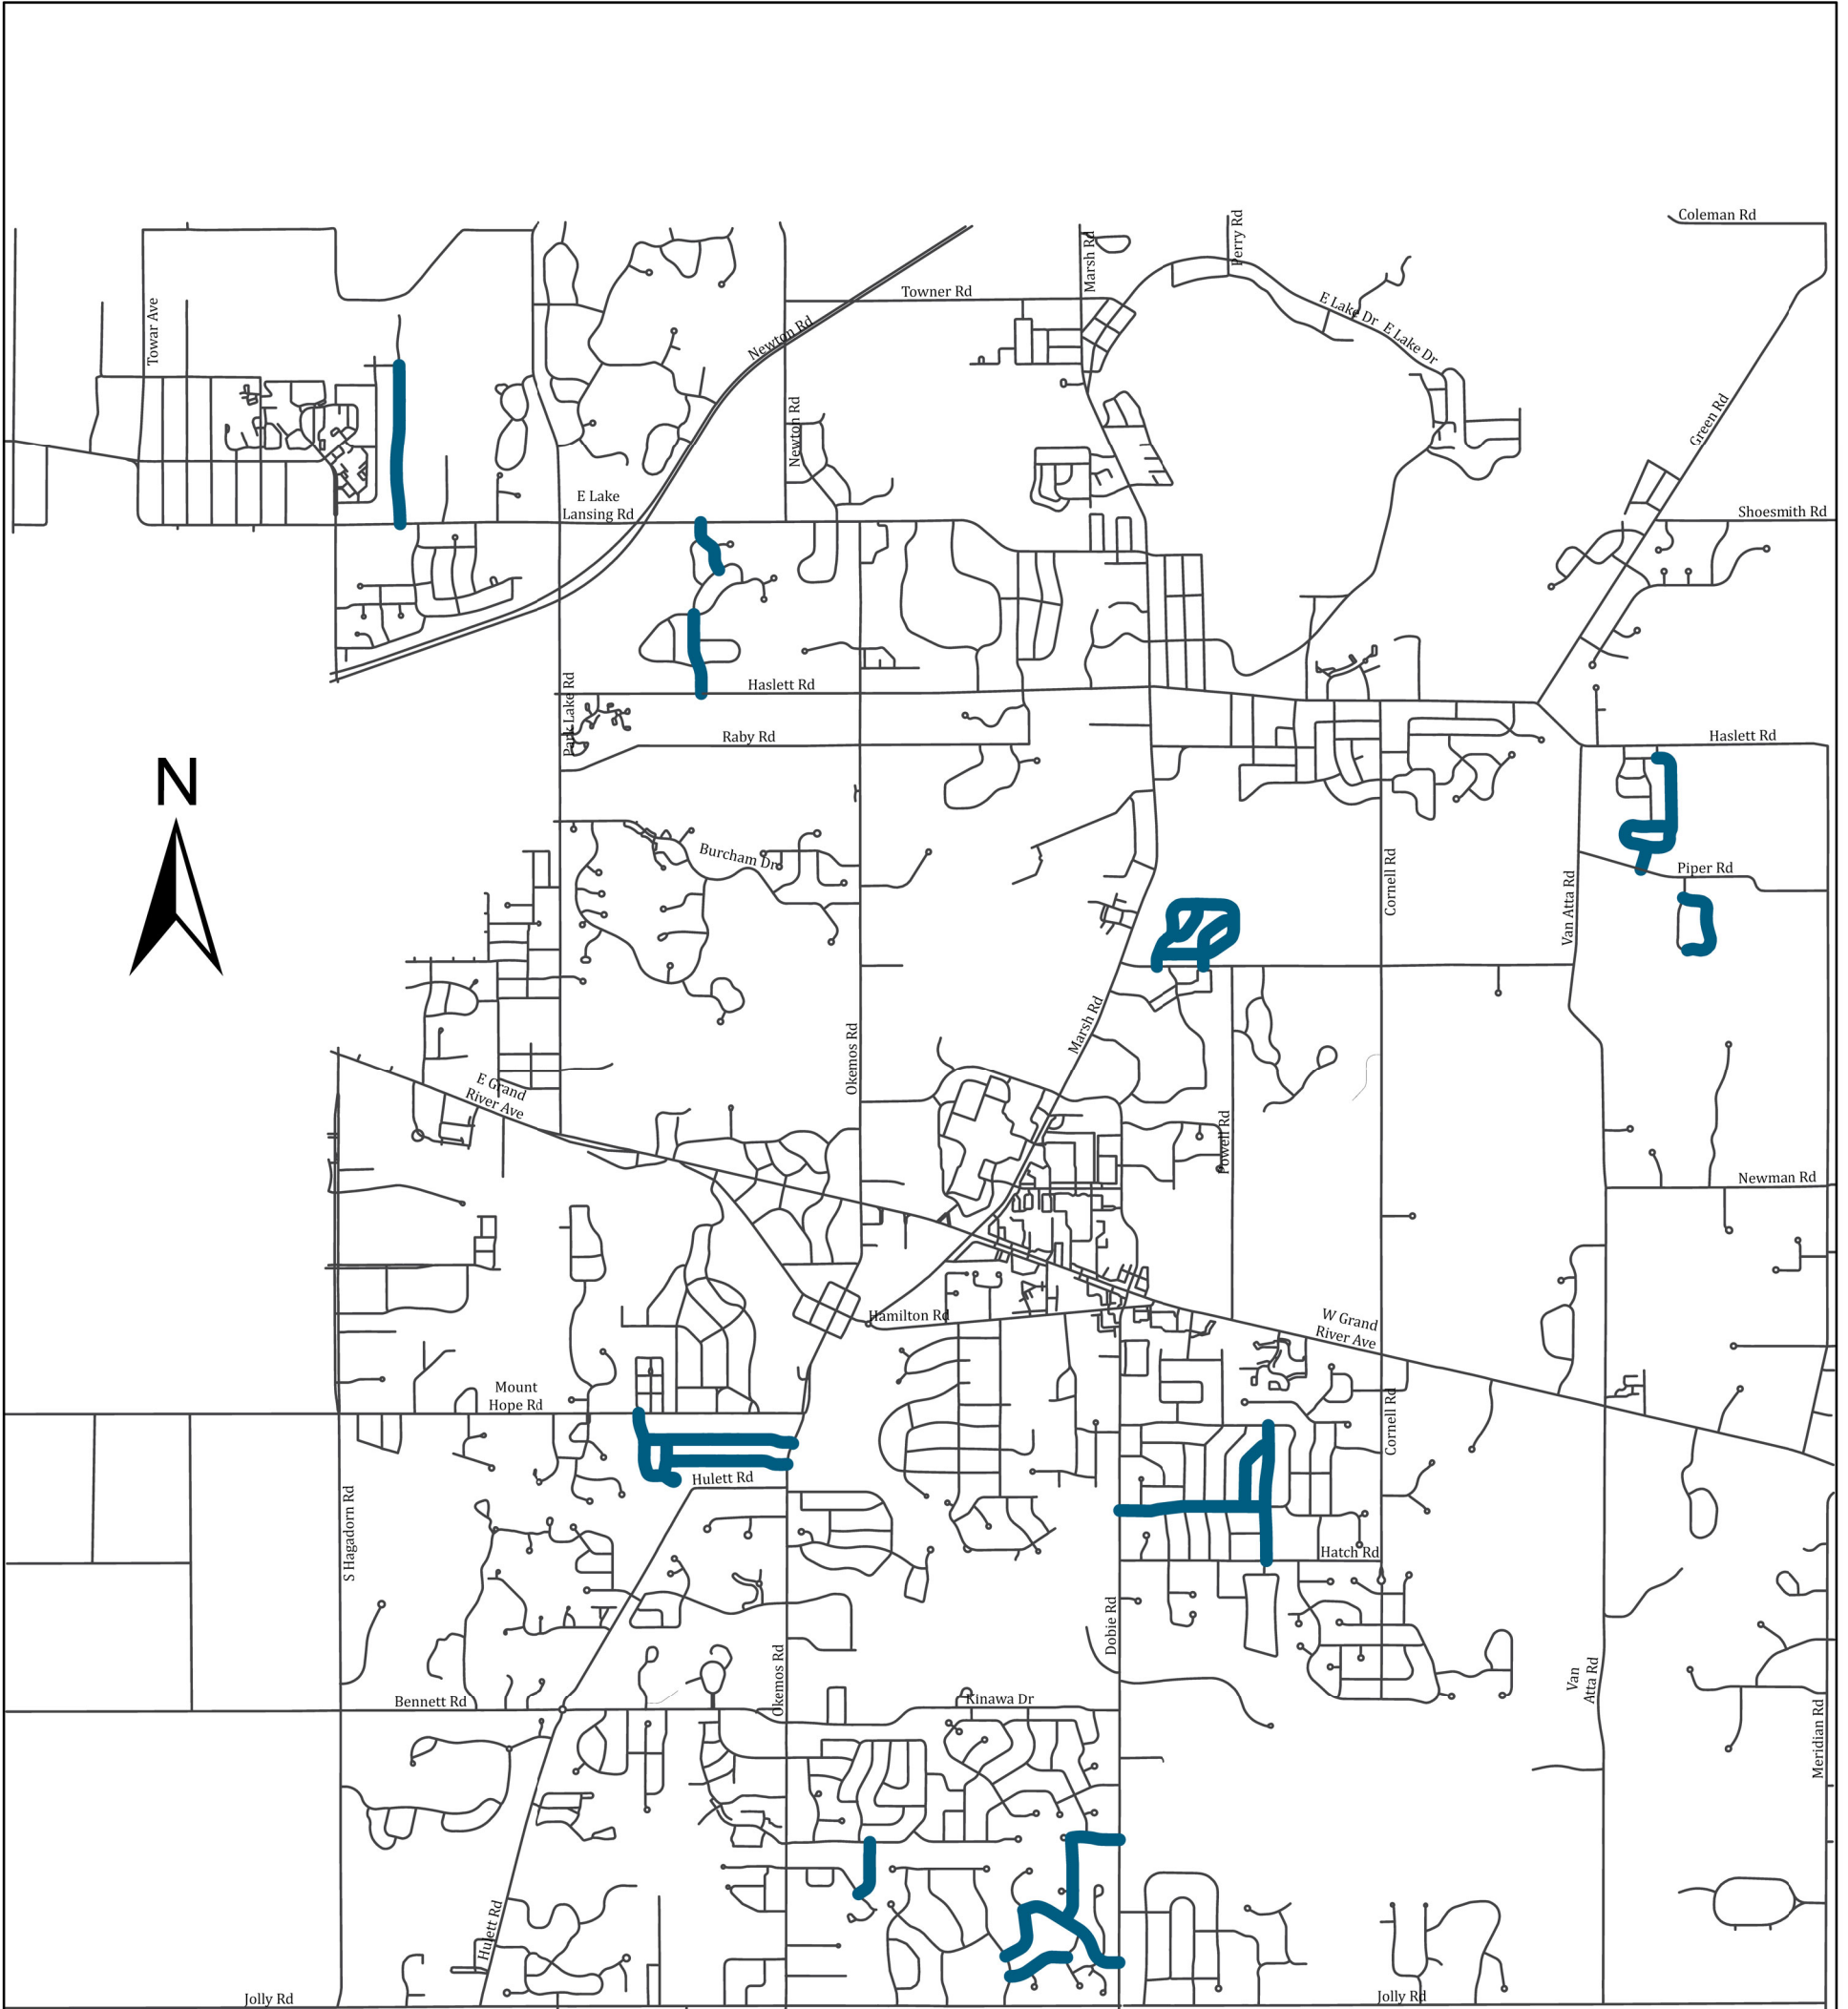 Coleman Rd
Perry Rd
Marsh Rd
Towner Rd
Towar Ave
E Lake Dr
E Lake Dr
Newton Rd
Newton Rd
Green Rd
E Lake
Lansing Rd
Shoesmith Rd
Haslett Rd
Park Lake Rd
Raby Rd
Haslett Rd
N
Burcham Dr
Cornell Rd
Piper Rd
Van Atta Rd
Marsh Rd
Okemos Rd
E Grand
River Ave
Powell Rd
Newman Rd
Hamilton Rd
W Grand
River Ave
Mount
Hope Rd
Cornell Rd
Hulett Rd
S Hagadorn Rd
Hatch Rd
Dobie Rd
Van
Atta Rd
Okemos Rd
Bennett Rd
Kinawa Dr
Meridian Rd
Hulett Rd
Jolly Rd
Jolly Rd